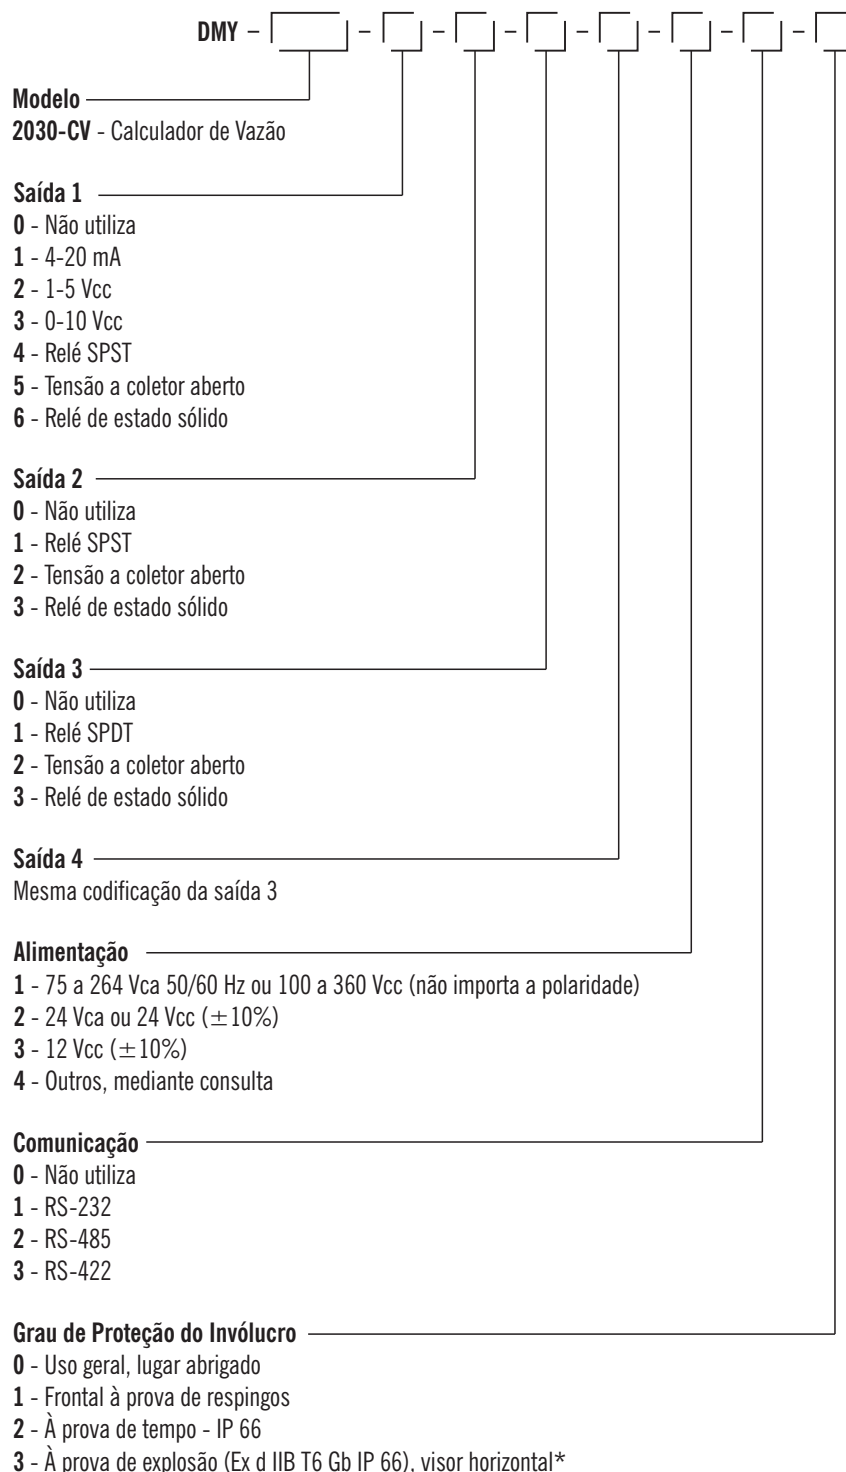 DMY – – – – – – – –
Modelo
2030-CV - Calculador de Vazão
Saída 1
0 - Não utiliza
1 - 4-20 mA
2 - 1-5 Vcc
3 - 0-10 Vcc
4 - Relé SPST
5 - Tensão a coletor aberto
6 - Relé de estado sólido
Saída 2
0 - Não utiliza
1 - Relé SPST
2 - Tensão a coletor aberto
3 - Relé de estado sólido
Saída 3
0 - Não utiliza
1 - Relé SPDT
2 - Tensão a coletor aberto
3 - Relé de estado sólido
Saída 4
Mesma codificação da saída 3
Alimentação
1 - 75 a 264 Vca 50/60 Hz ou 100 a 360 Vcc (não importa a polaridade)
2 - 24 Vca ou 24 Vcc (±10%)
3 - 12 Vcc (±10%)
4 - Outros, mediante consulta
Comunicação
0 - Não utiliza
1 - RS-232
2 - RS-485
3 - RS-422
Grau de Proteção do Invólucro
0 - Uso geral, lugar abrigado
1 - Frontal à prova de respingos
2 - À prova de tempo - IP 66
3 - À prova de explosão (Ex d IIB T6 Gb IP 66), visor horizontal*